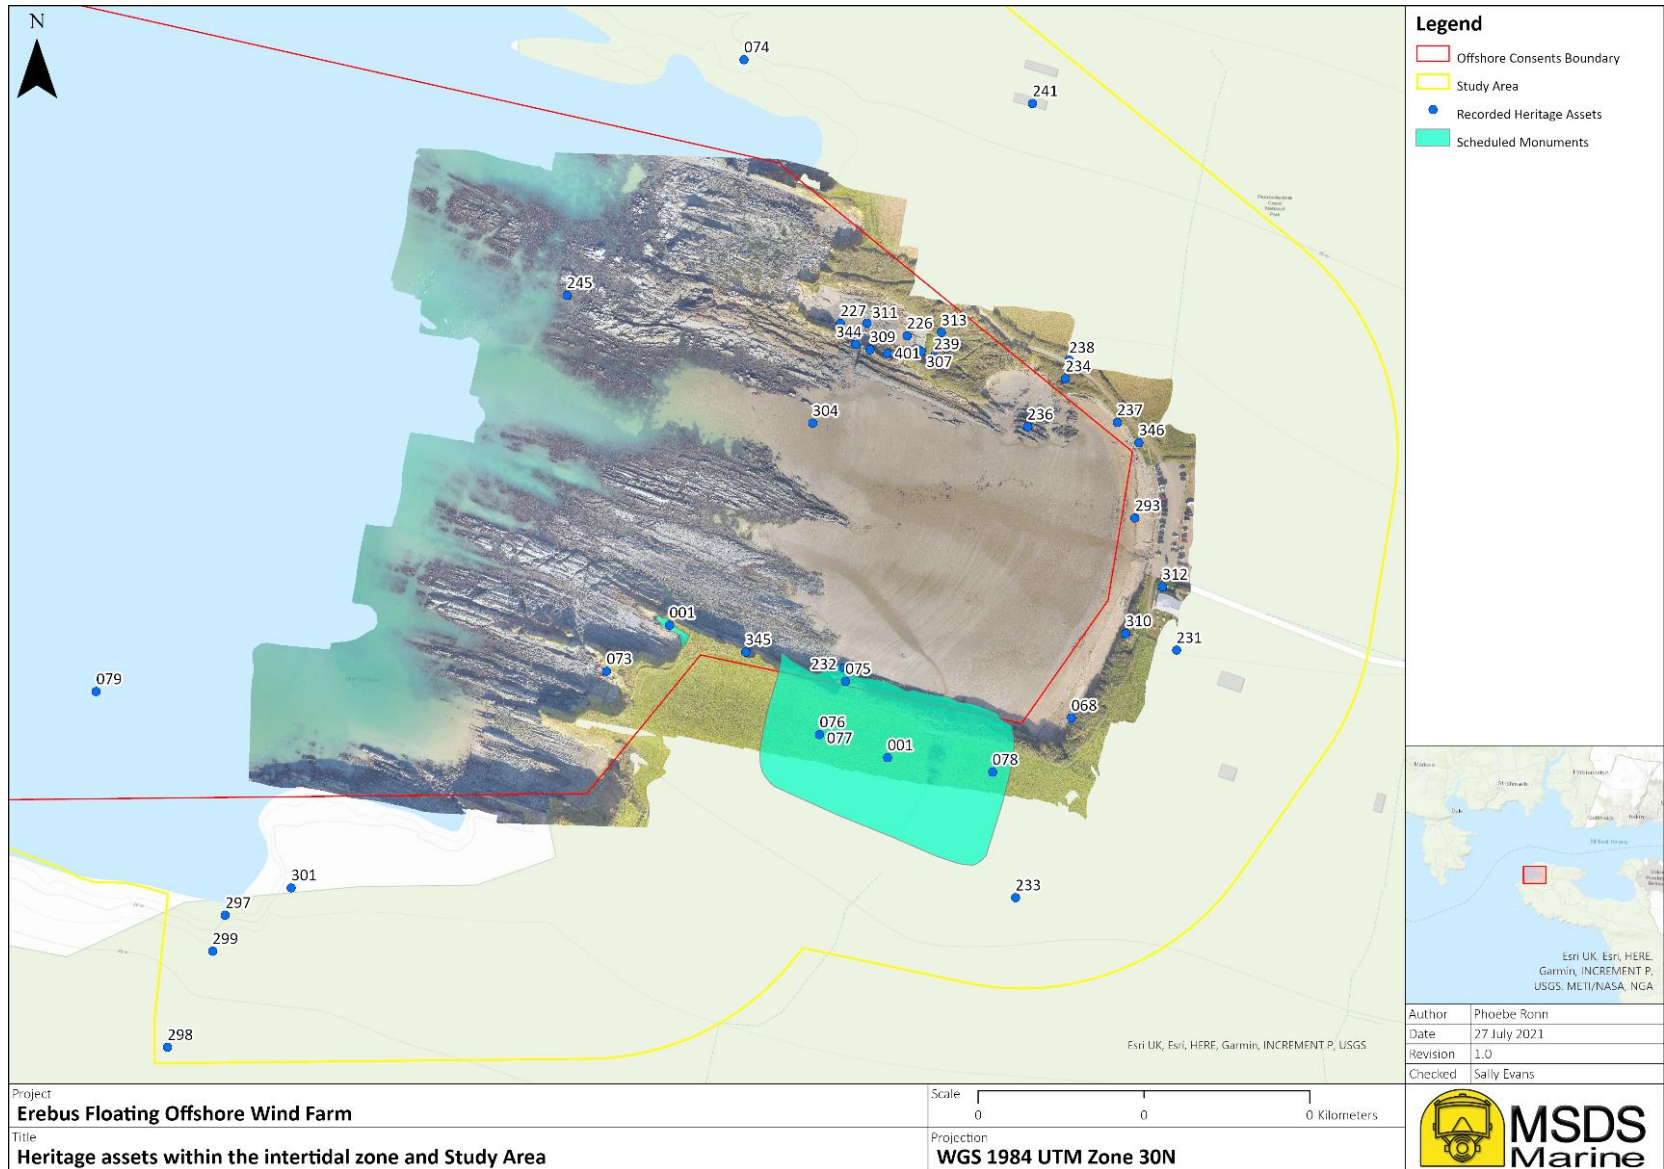 N
074
241
Pembrokeshire
Coast
National
Park
245
227
311
226
313
344
309
401
239
307
238
234
304
236
237
346
293
312
310
231
001
345
073
232
075
079
076
077
001
078
068
233
301
297
299
298
Esri UK, Esri, HERE, Garmin, INCREMENT P, USGS
Legend
Offshore Consents Boundary
Study Area
Recorded Heritage Assets
Scheduled Monuments
Dale
Esri UK, Esri, HERE,
Garmin, INCREMENT P,
USGS, METI/NASA, NGA
Author Phoebe Ronn
Date 27 July 2021
Revision 1.0
Checked Sally Evans
Project
Erebus Floating Offshore Wind Farm
Title
Heritage assets within the intertidal zone and Study Area
Scale
0 0 0 Kilometers
Projection
WGS 1984 UTM Zone 30N
MSDS
Marine